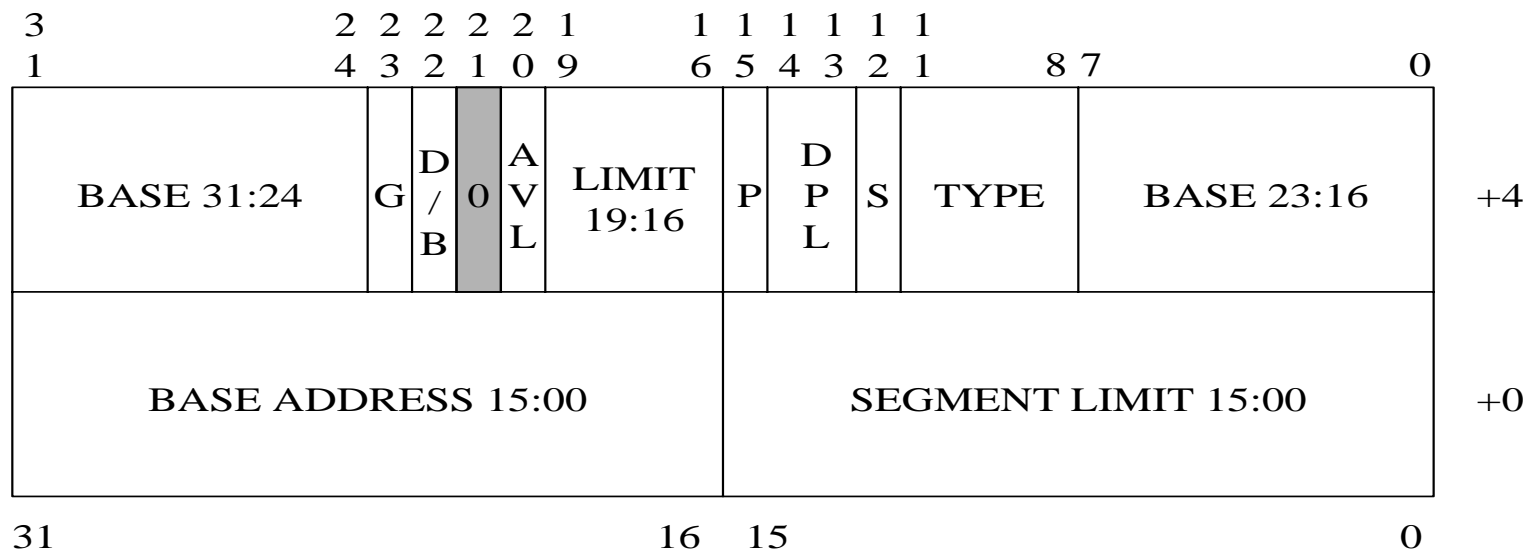 3 2 2 2 2 2 1 1 1 1 1 1 1
1 4 3 2 1 0 9 6 5 4 3 2 1 8 7 0
BASE 31:24 G D/B 0 AVL LIMIT 19:16 P DPL S TYPE BASE 23:16 +4
BASE ADDRESS 15:00 SEGMENT LIMIT 15:00 +0
31 16 15 0